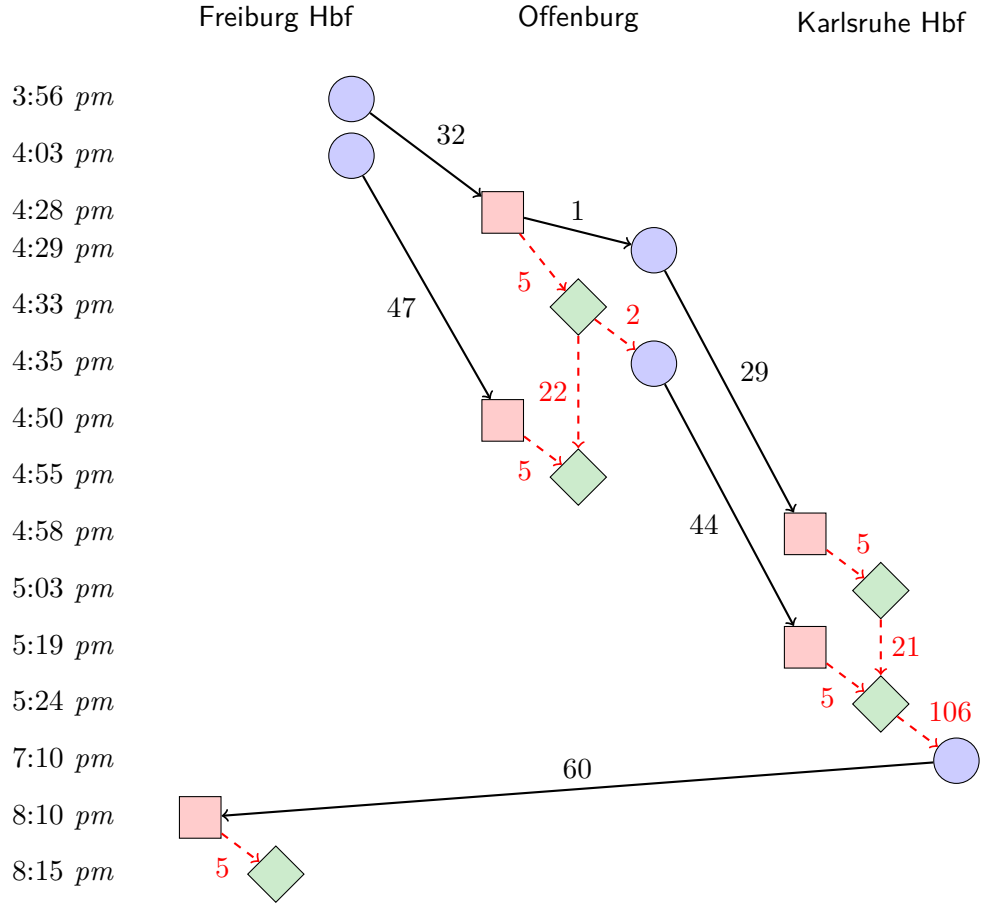 Freiburg Hbf Offenburg Karlsruhe Hbf
3:56 pm
32
4:03 pm
4:28 pm
1
4:29 pm
5
4:33 pm
47
2
4:35 pm
29
22
4:50 pm
5
4:55 pm
44
4:58 pm
5
5:03 pm
5:19 pm
21
5
5:24 pm
106
7:10 pm
60
8:10 pm
5
8:15 pm